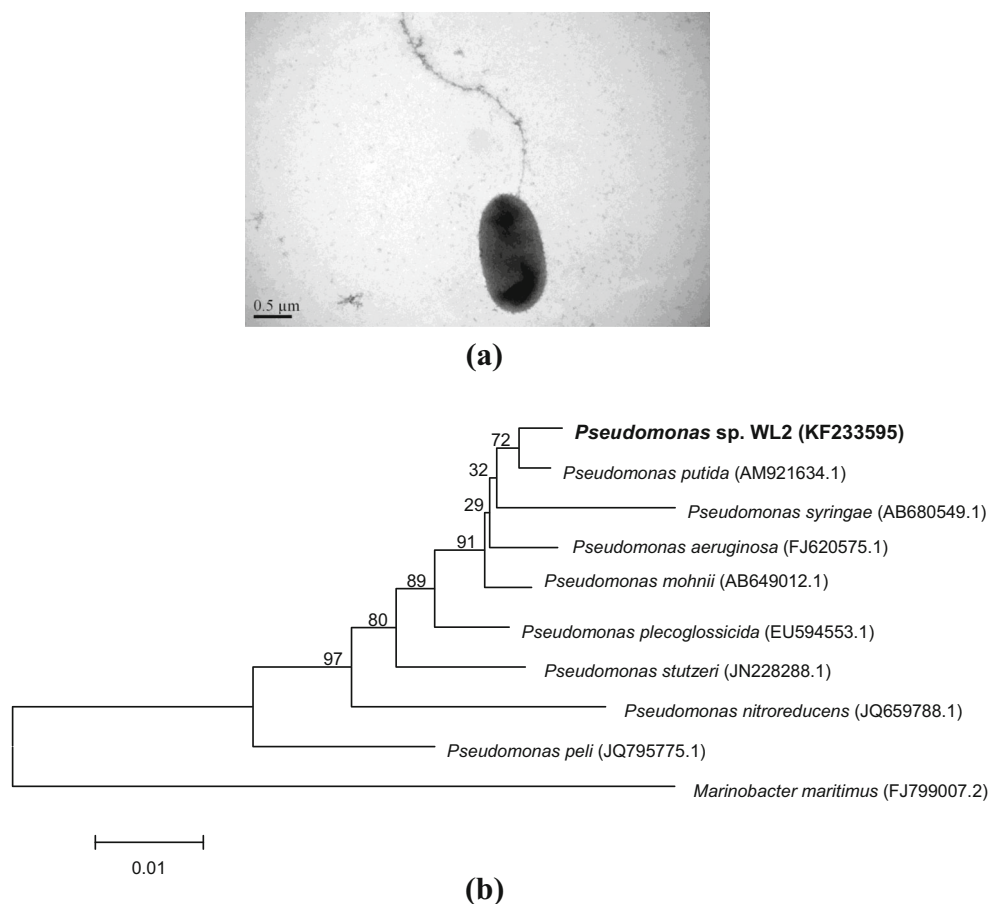 0.5 µm
(a)
Pseudomonas sp. WL2 (KF233595)
72
Pseudomonas putida (AM921634.1)
32
Pseudomonas syringae (AB680549.1)
29
Pseudomonas aeruginosa (FJ620575.1)
91
Pseudomonas mohnii (AB649012.1)
89
Pseudomonas plecoglossicida (EU594553.1)
80
Pseudomonas stutzeri (JN228288.1)
97
Pseudomonas nitroreducens (JQ659788.1)
Pseudomonas peli (JQ795775.1)
Marinobacter maritimus (FJ799007.2)
0.01
(b)